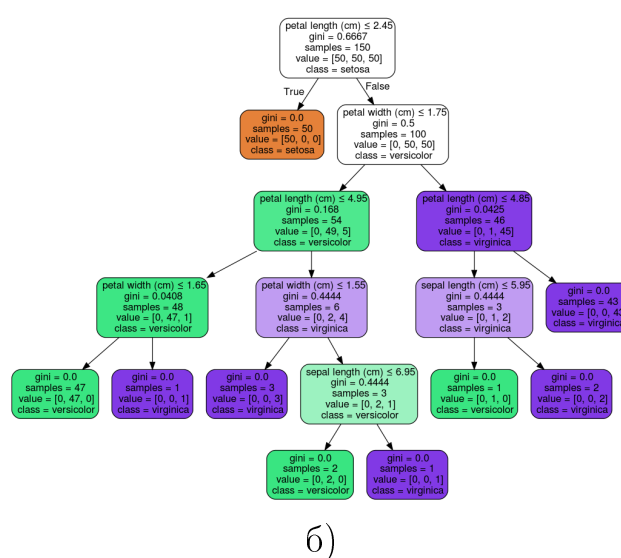 petal length (cm) ≤ 2.45
gini = 0.6667
samples = 150
value = [50, 50, 50]
class = setosa
True
False
gini = 0.0
samples = 50
value = [50, 0, 0]
class = setosa
petal width (cm) ≤ 1.75
gini = 0.5
samples = 100
value = [0, 50, 50]
class = versicolor
petal length (cm) ≤ 4.95
gini = 0.168
samples = 54
value = [0, 49, 5]
class = versicolor
petal length (cm) ≤ 4.85
gini = 0.0425
samples = 46
value = [0, 1, 45]
class = virginica
petal width (cm) ≤ 1.65
gini = 0.0408
samples = 48
value = [0, 47, 1]
class = versicolor
petal width (cm) ≤ 1.55
gini = 0.4444
samples = 6
value = [0, 2, 4]
class = virginica
sepal length (cm) ≤ 5.95
gini = 0.4444
samples = 3
value = [0, 1, 2]
class = virginica
gini = 0.0
samples = 43
value = [0, 0, 43
class = virginica
gini = 0.0
samples = 47
value = [0, 47, 0]
class = versicolor
gini = 0.0
samples = 1
value = [0, 0, 1]
class = virginica
gini = 0.0
samples = 3
value = [0, 0, 3]
class = virginica
sepal length (cm) ≤ 6.95
gini = 0.4444
samples = 3
value = [0, 2, 1]
class = versicolor
gini = 0.0
samples = 1
value = [0, 1, 0]
class = versicolor
gini = 0.0
samples = 2
value = [0, 0, 2]
class = virginica
gini = 0.0
samples = 2
value = [0, 2, 0]
class = versicolor
gini = 0.0
samples = 1
value = [0, 0, 1]
class = virginica
б)